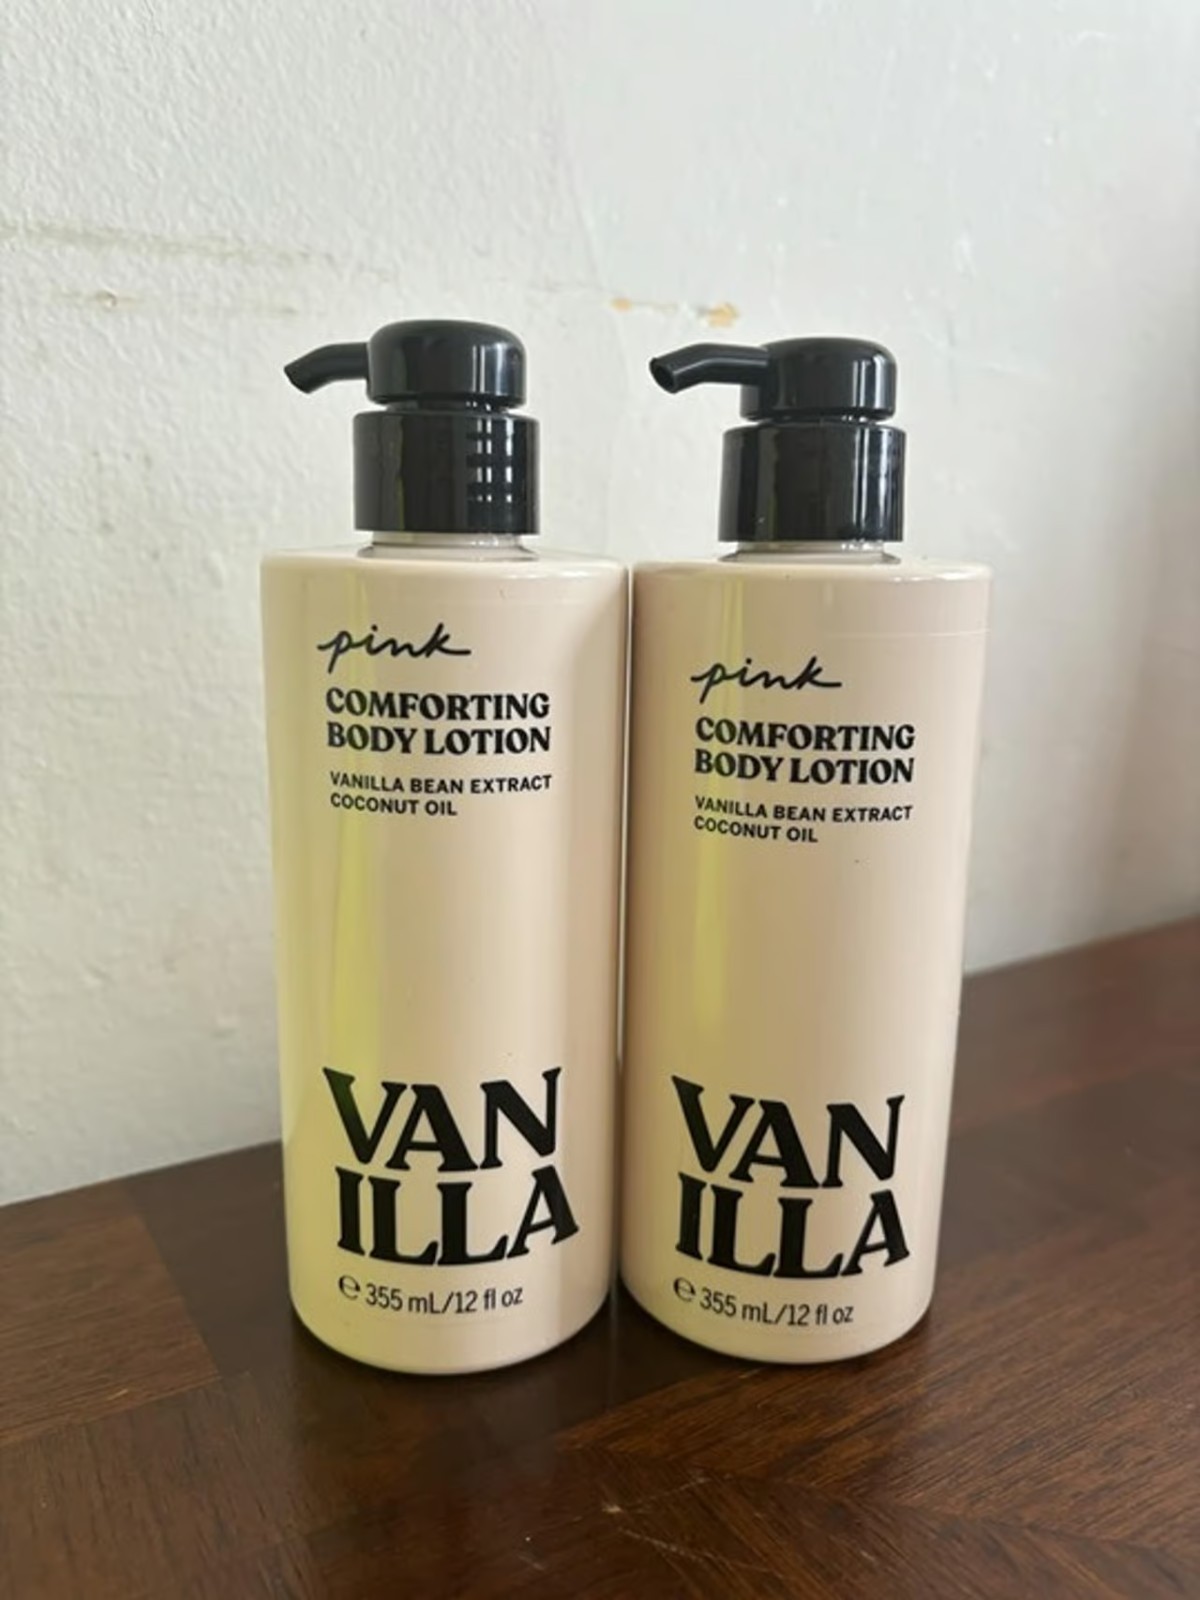 pink
COMFORTING
BODY LOTION
VANILLA BEAN EXTRACT
COCONUT OIL
VAN
ILLA
℮ 355 mL/12 fl oz
pink
COMFORTING
BODY LOTION
VANILLA BEAN EXTRACT
COCONUT OIL
VAN
ILLA
℮ 355 mL/12 fl oz